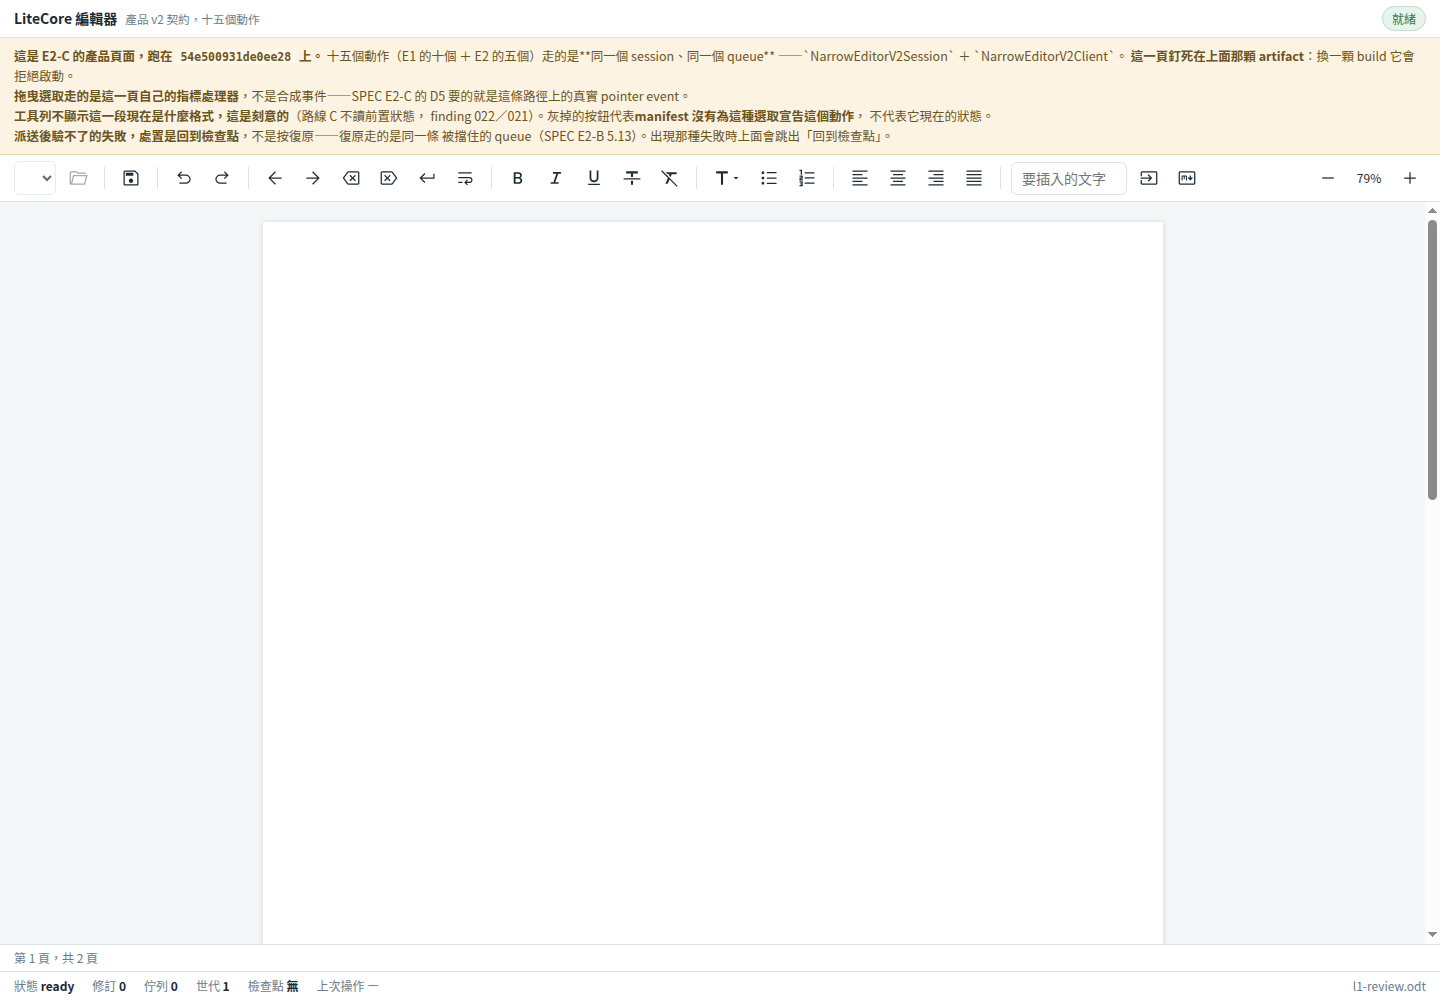 LiteCore 編輯器 產品 v2 契約，十五個動作 就緒
這是 E2-C 的產品頁面，跑在 54e500931de0ee28 上。 十五個動作（E1 的十個 ＋ E2 的五個）走的是**同一個 session、同一個 queue** ——`NarrowEditorV2Session` ＋ `NarrowEditorV2Client`。 這一頁釘死在上面那顆 artifact：換一顆 build 它會
拒絕啟動。
拖曳選取走的是這一頁自己的指標處理器，不是合成事件——SPEC E2-C 的 D5 要的就是這條路徑上的真實 pointer event。
工具列不顯示這一段現在是什麼格式，這是刻意的（路線 C 不讀前置狀態， finding 022／021）。灰掉的按鈕代表manifest 沒有為這種選取宣告這個動作， 不代表它現在的狀態。
派送後驗不了的失敗，處置是回到檢查點，不是按復原——復原走的是同一條 被擋住的 queue（SPEC E2-B 5.13）。出現那種失敗時上面會跳出「回到檢查點」。
要插入的文字 79%
第 1 頁，共 2 頁
狀態 ready 修訂 0 佇列 0 世代 1 檢查點 無 上次操作 — l1-review.odt